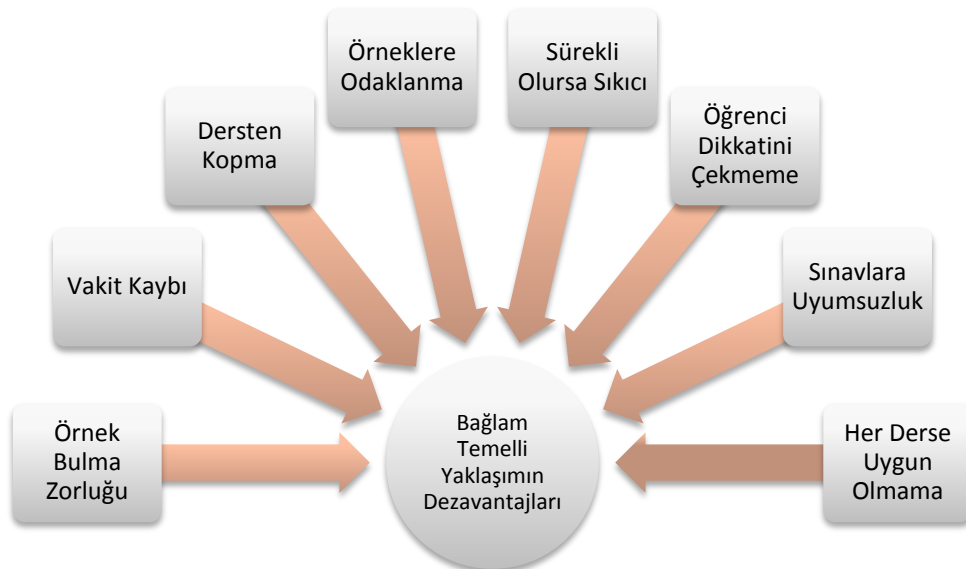 Örneklere
Odaklanma
Sürekli
Olursa Sıkıcı
Dersten
Kopma
Öğrenci
Dikkatini
Çekmeme
Vakit Kaybı
Sınavlara
Uyumsuzluk
Örnek
Bulma
Zorluğu
Bağlam
Temelli
Yaklaşımın
Dezavantajları
Her Derse
Uygun
Olmama